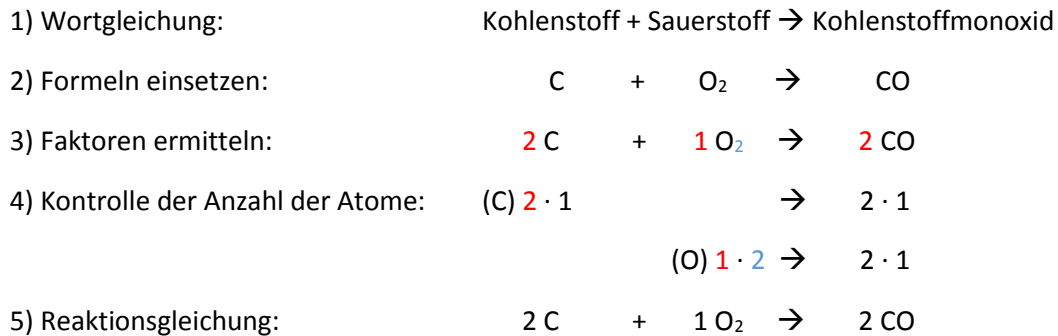 1) Wortgleichung: Kohlenstoff + Sauerstoff → Kohlenstoffmonoxid
2) Formeln einsetzen: C + O₂ → CO
3) Faktoren ermitteln: 2 C + 1 O₂ → 2 CO
4) Kontrolle der Anzahl der Atome: (C) 2 · 1 → 2 · 1
(O) 1 · 2 → 2 · 1
5) Reaktionsgleichung: 2 C + 1 O₂ → 2 CO